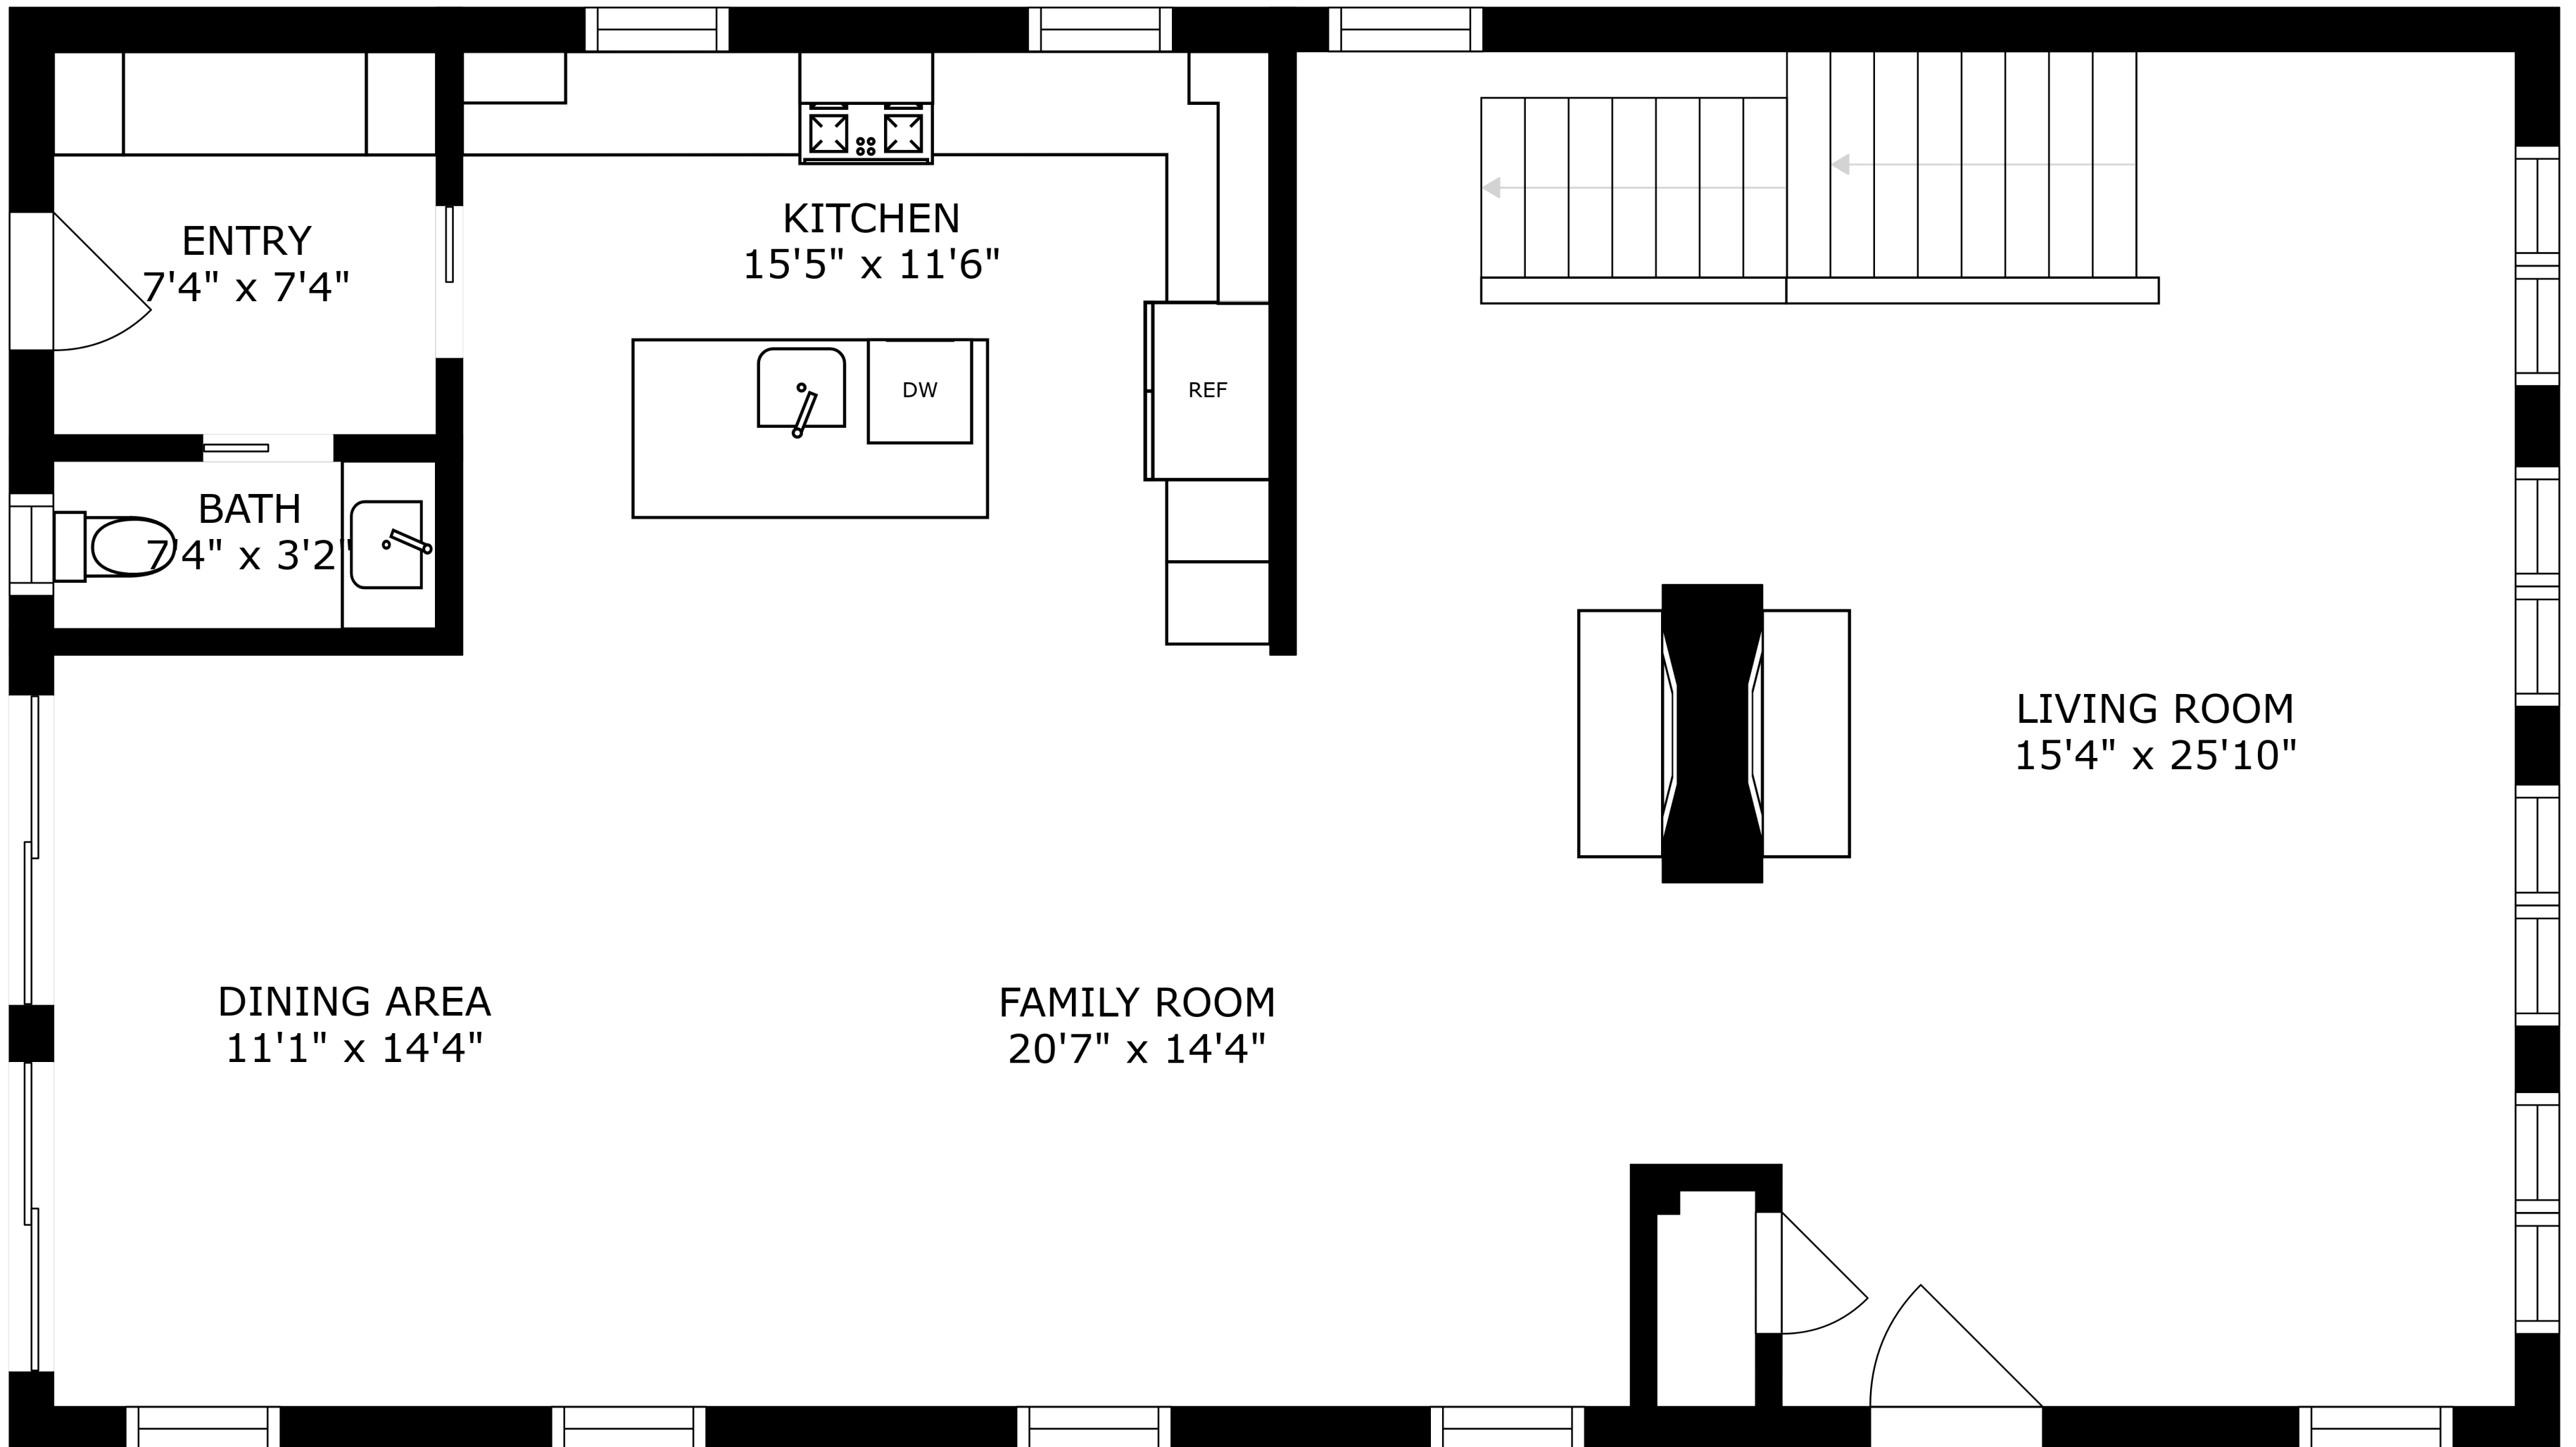 ENTRY
7'4" x 7'4"
KITCHEN
15'5" x 11'6"
DW
REF
BATH
7'4" x 3'2"
LIVING ROOM
15'4" x 25'10"
DINING AREA
11'1" x 14'4"
FAMILY ROOM
20'7" x 14'4"